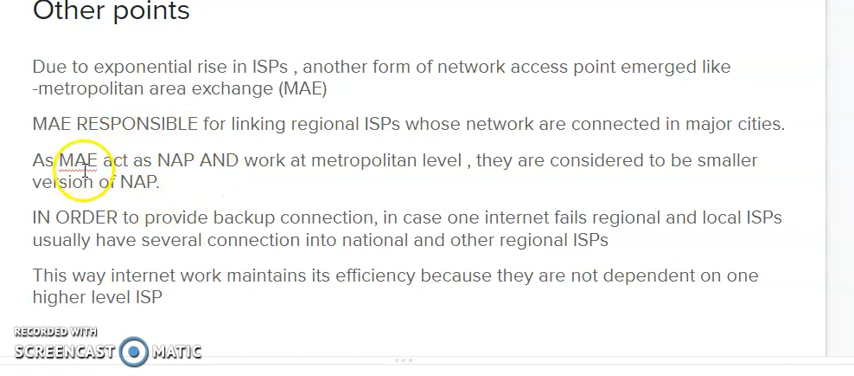 Other points
Due to exponential rise in ISPs , another form of network access point emerged like
-metropolitan area exchange (MAE)
MAE RESPONSIBLE for linking regional ISPs whose network are connected in major cities.
As MAE act as NAP AND work at metropolitan level , they are considered to be smaller
version of NAP.
IN ORDER to provide backup connection, in case one internet fails regional and local ISPs
usually have several connection into national and other regional ISPs
This way internet work maintains its efficiency because they are not dependent on one
higher level ISP
RECORDED WITH
SCREENCAST MATIC